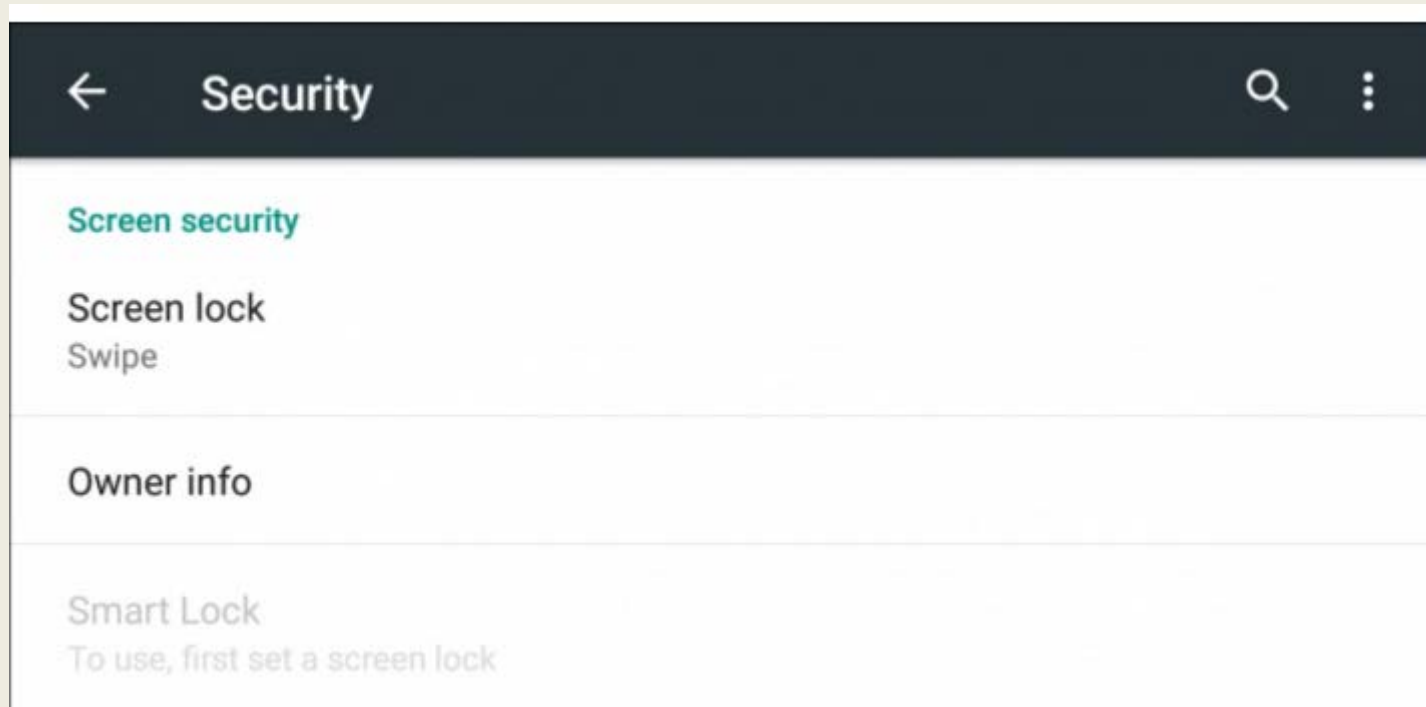 Security
Screen security
Screen lock
Swipe
Owner info
Smart Lock
To use, first set a screen lock